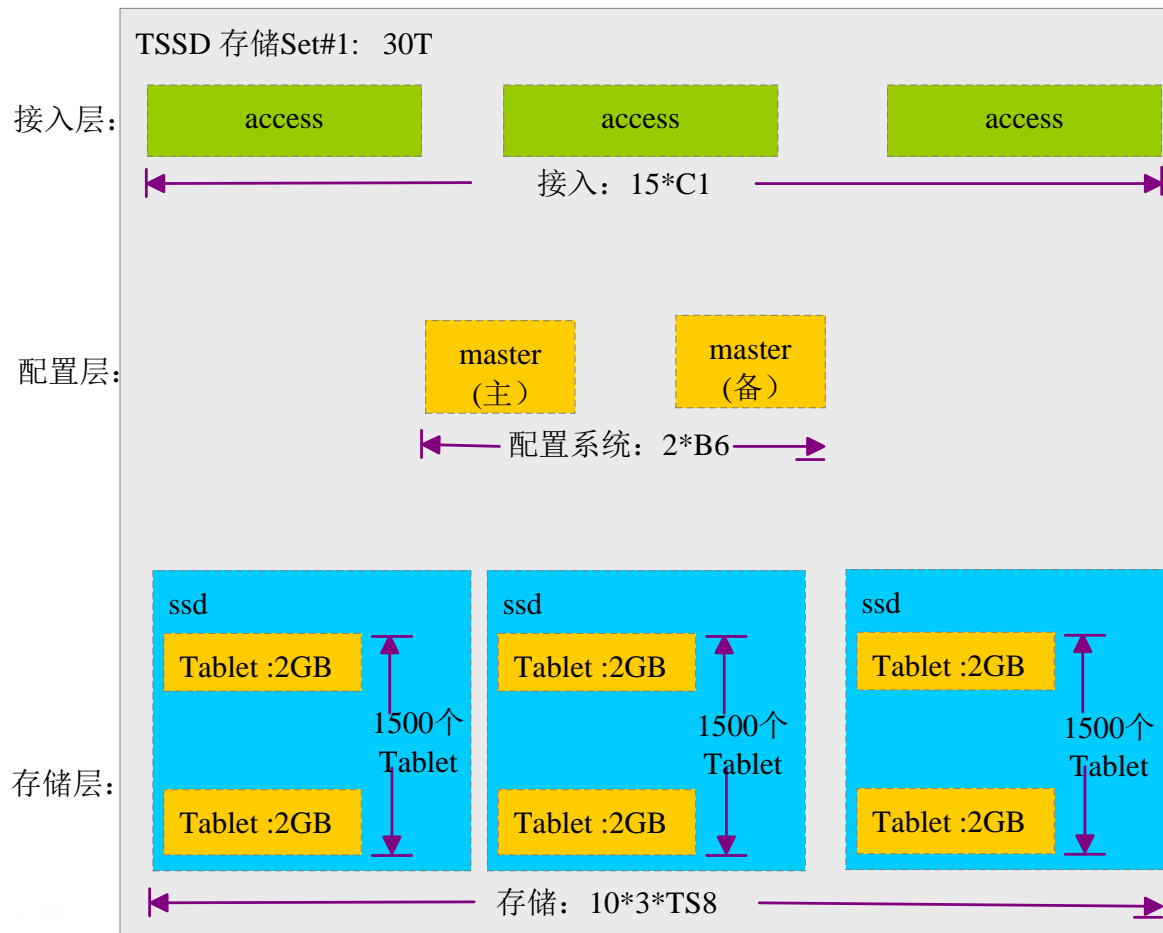 TSSD 存储Set#1: 30T
接入层：
access
access
access
接入：15*C1
配置层：
master
(主）
master
(备）
配置系统：2*B6
存储层：
ssd
Tablet :2GB
1500个
Tablet
Tablet :2GB
ssd
Tablet :2GB
1500个
Tablet
Tablet :2GB
ssd
Tablet :2GB
1500个
Tablet
Tablet :2GB
存储：10*3*TS8